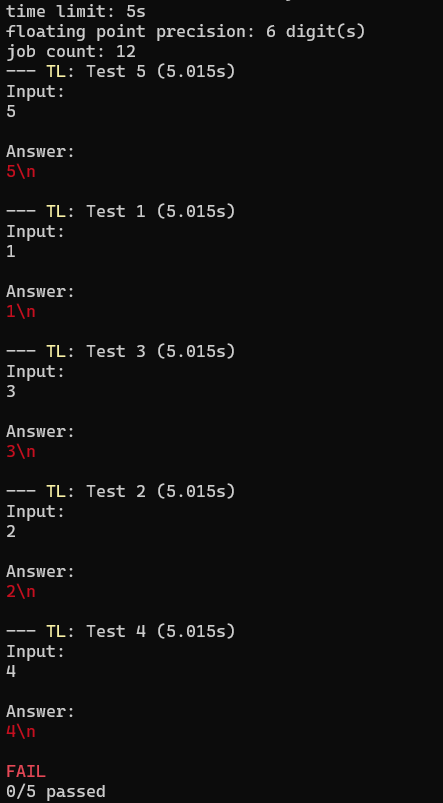 time limit: 5s
floating point precision: 6 digit(s)
job count: 12
--- TL: Test 5 (5.015s)
Input:
5
Answer:
5\n
--- TL: Test 1 (5.015s)
Input:
1
Answer:
1\n
--- TL: Test 3 (5.015s)
Input:
3
Answer:
3\n
--- TL: Test 2 (5.015s)
Input:
2
Answer:
2\n
--- TL: Test 4 (5.015s)
Input:
4
Answer:
4\n
FAIL
0/5 passed